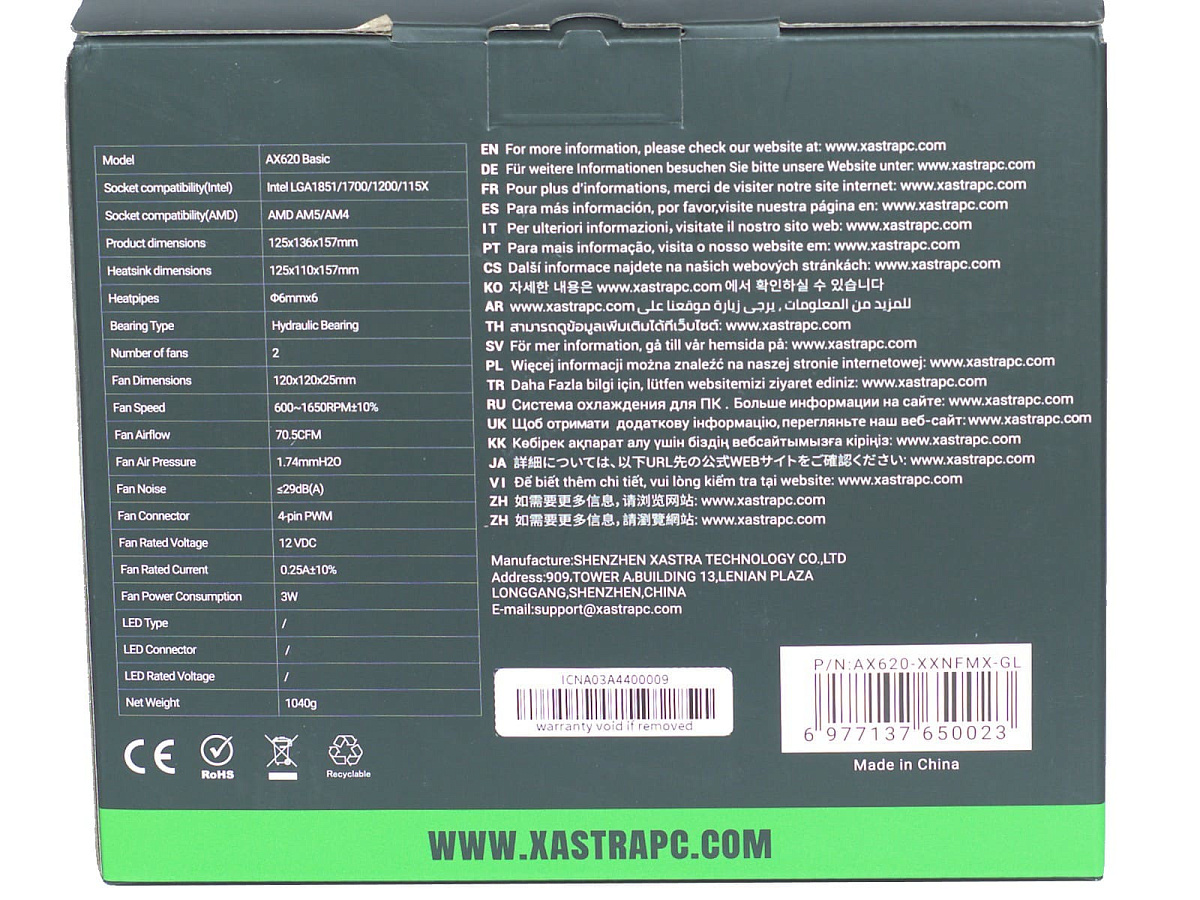 Model AX620 Basic
Socket compatibility(Intel) Intel LGA1851/1700/1200/115X
Socket compatibility(AMD) AMD AM5/AM4
Product dimensions 125x136x157mm
Heatsink dimensions 125x110x157mm
Heatpipes Φ6mmx6
Bearing Type Hydraulic Bearing
Number of fans 2
Fan Dimensions 120x120x25mm
Fan Speed 600~1650RPM±10%
Fan Airflow 70.5CFM
Fan Air Pressure 1.74mmH2O
Fan Noise ≤29dB(A)
Fan Connector 4-pin PWM
Fan Rated Voltage 12 VDC
Fan Rated Current 0.25A±10%
Fan Power Consumption 3W
LED Type /
LED Connector /
LED Rated Voltage /
Net Weight 1040g
CE
RoHS
Recyclable
EN For more information, please check our website at: www.xastrapc.com
DE Für weitere Informationen besuchen Sie bitte unsere Website unter: www.xastrapc.com
FR Pour plus d'informations, merci de visiter notre site internet: www.xastrapc.com
ES Para más información, por favor,visite nuestra página en: www.xastrapc.com
IT Per ulteriori informazioni, visitate il nostro sito web: www.xastrapc.com
PT Para mais informação, visita o nosso website em: www.xastrapc.com
CS Další informace najdete na našich webových stránkách: www.xastrapc.com
KO 자세한 내용은 www.xastrapc.com 에서 확인하실 수 있습니다
AR www.xastrapc.com للمزيد من المعلومات ، يرجى زيارة موقعنا على
TH สามารถดูข้อมูลเพิ่มเติมได้ที่เว็บไซต์: www.xastrapc.com
SV För mer information, gå till vår hemsida på: www.xastrapc.com
PL Więcej informacji można znaleźć na naszej stronie internetowej: www.xastrapc.com
TR Daha Fazla bilgi için, lütfen websitemizi ziyaret ediniz: www.xastrapc.com
RU Система охлаждения для ПК . Больше информации на сайте: www.xastrapc.com
UK Щоб отримати додаткову інформацію, перегляньте наш веб-сайт: www.xastrapc.com
KK Көбірек ақпарат алу үшін біздің вебсайтымызға кіріңіз: www.xastrapc.com
JA 詳細については、以下URL先の公式WEBサイトをご確認ください: www.xastrapc.com
VI Để biết thêm chi tiết, vui lòng kiểm tra tại website: www.xastrapc.com
ZH 如需要更多信息, 请浏览网站: www.xastrapc.com
ZH 如需要更多信息, 請瀏覽網站: www.xastrapc.com
Manufacture:SHENZHEN XASTRA TECHNOLOGY CO.,LTD
Address:909,TOWER A.BUILDING 13,LENIAN PLAZA
LONGGANG,SHENZHEN,CHINA
E-mail:support@xastrapc.com
ICNA03A4400009
warranty void if removed
P/N:AX620-XXNFMX-GL
6 977137 650023
Made in China
WWW.XASTRAPC.COM